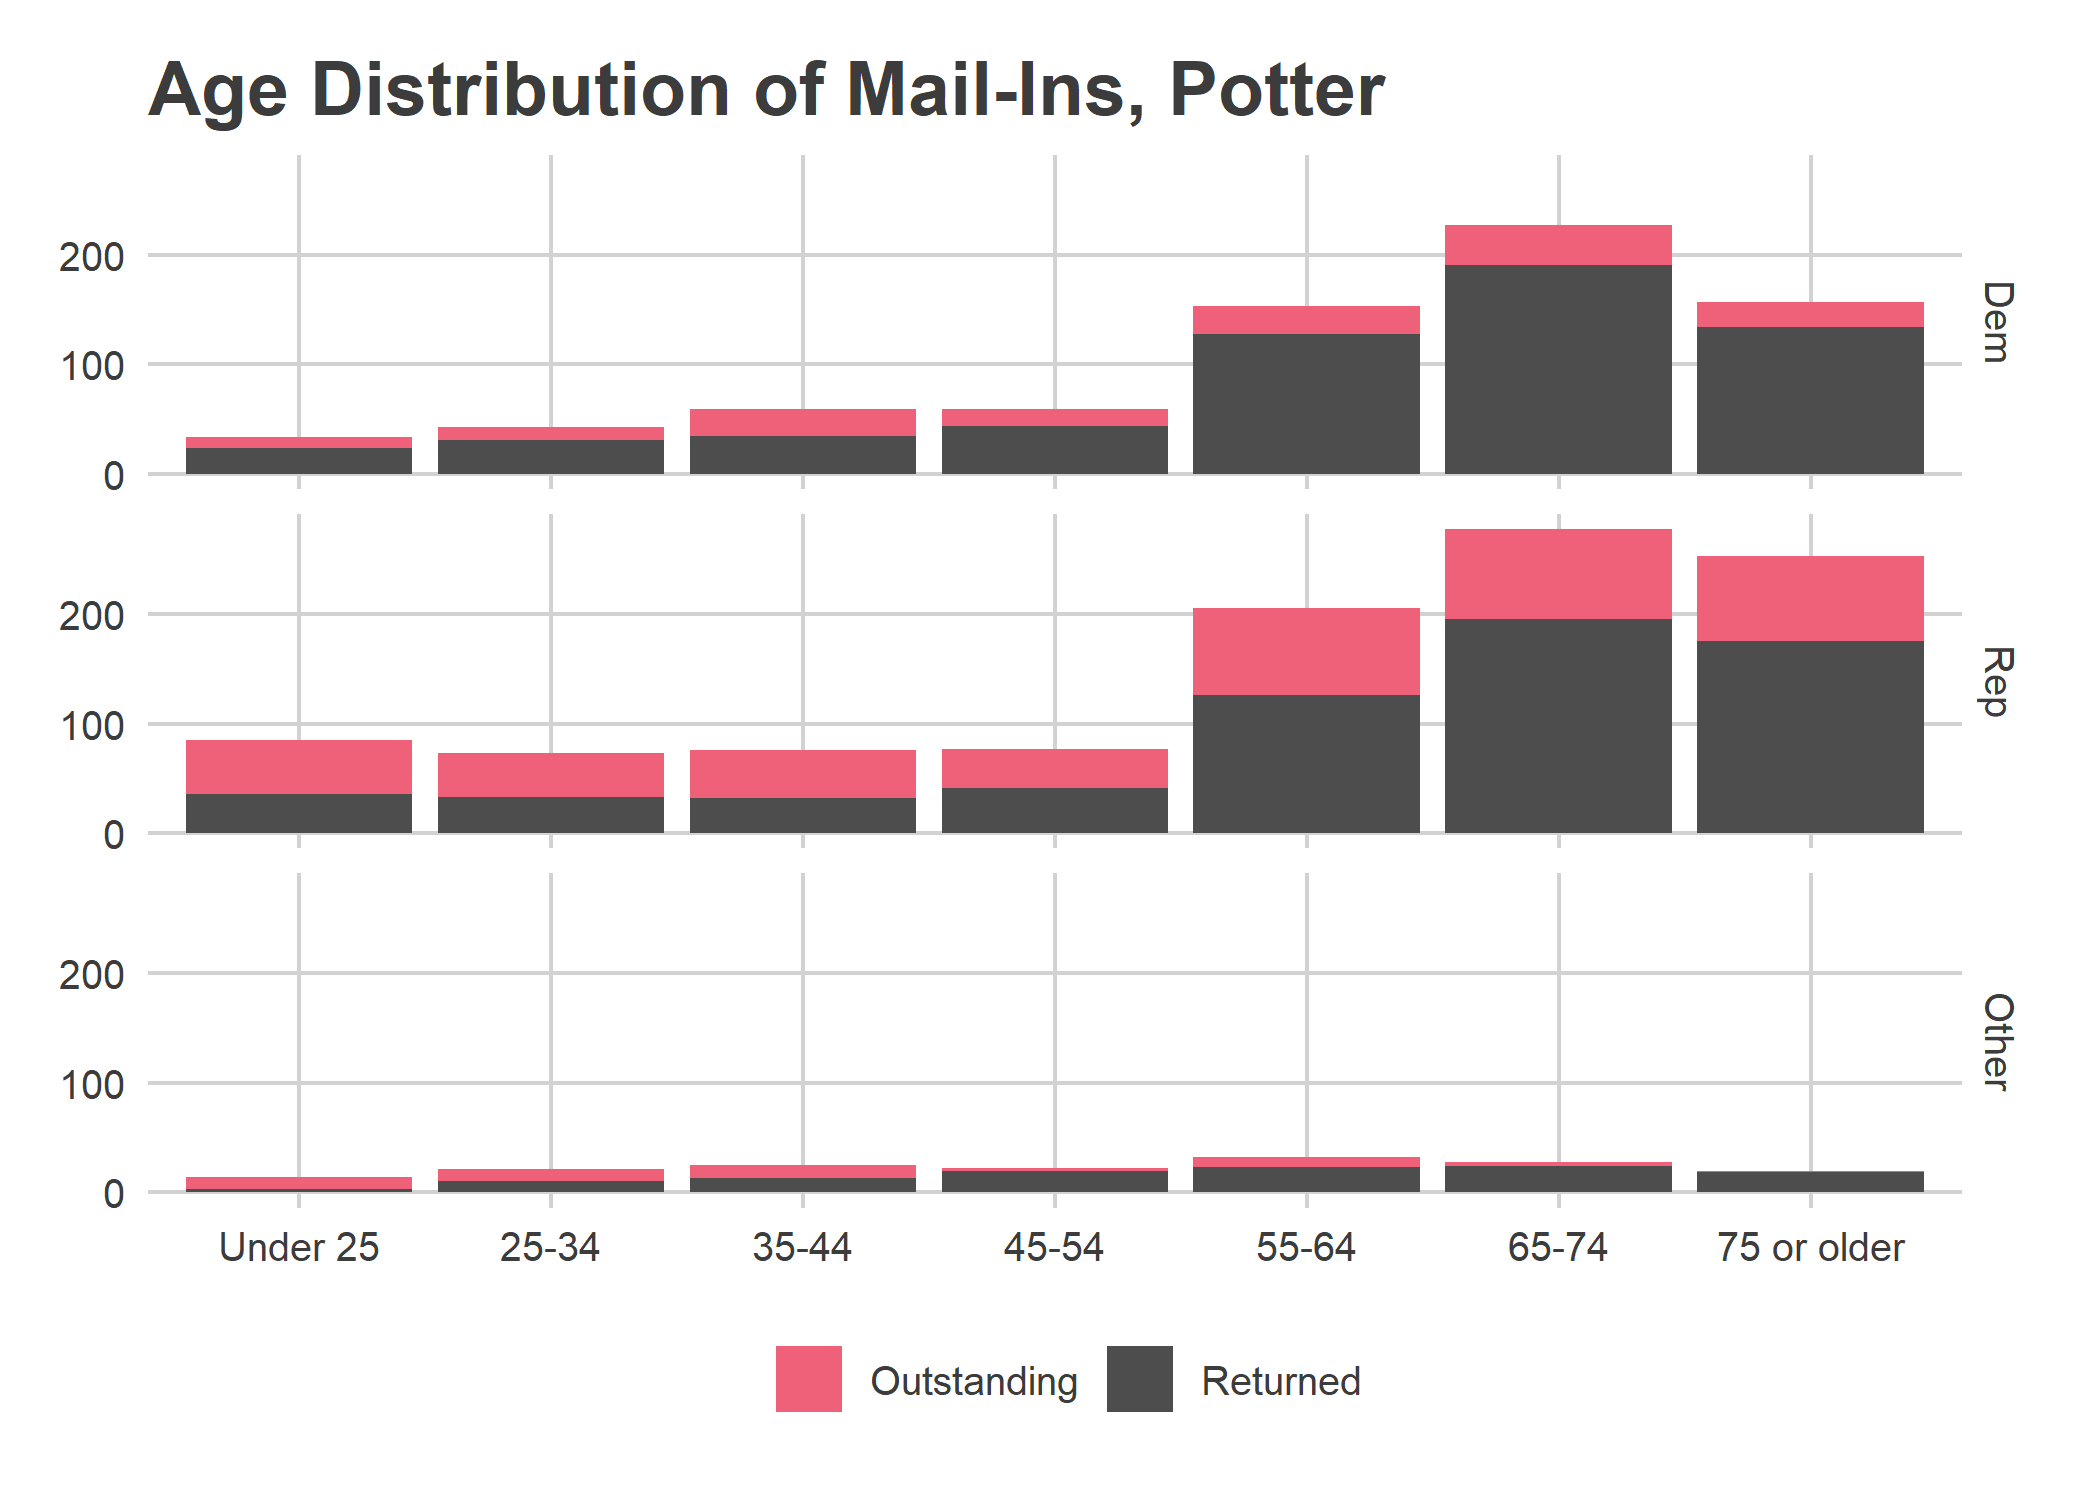 Age Distribution of Mail-Ins, Potter
200
100
0
Dem
200
100
0
Rep
200
100
0
Other
Under 25 25-34 35-44 45-54 55-64 65-74 75 or older
Outstanding Returned